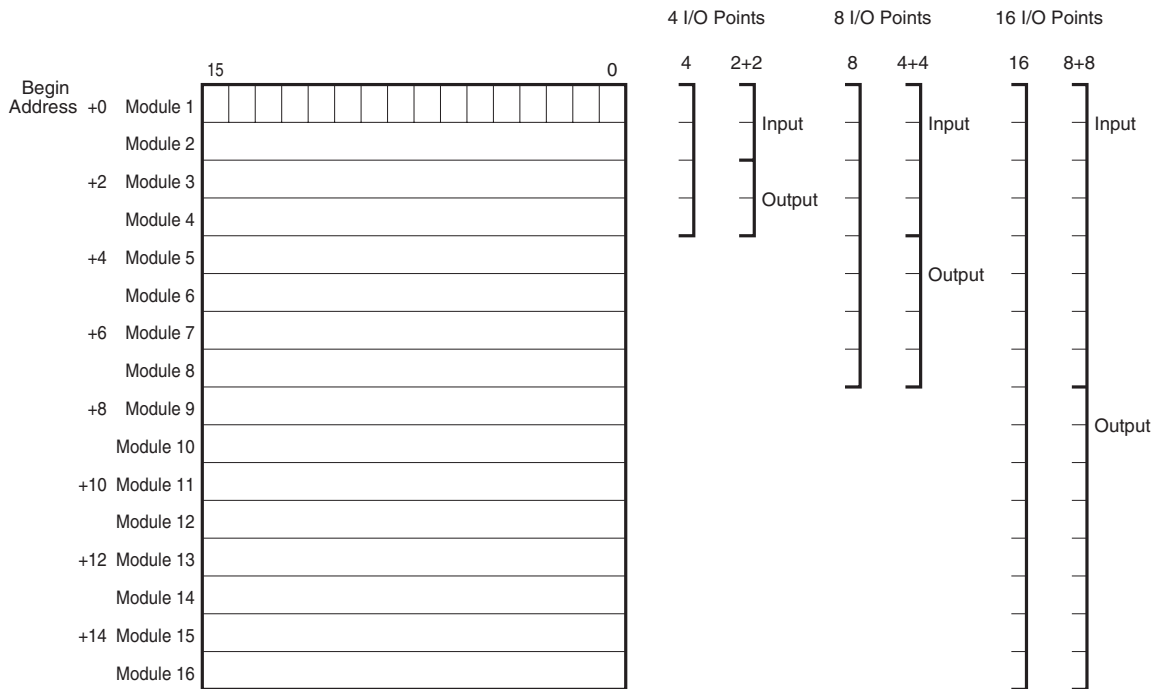 4 I/O Points 8 I/O Points 16 I/O Points
15 0 4 2+2 8 4+4 16 8+8
Begin
Address +0 Module 1
Input Input Input
Module 2
+2 Module 3
Output
Module 4
+4 Module 5
Output
Module 6
+6 Module 7
Module 8
+8 Module 9
Output
Module 10
+10 Module 11
Module 12
+12 Module 13
Module 14
+14 Module 15
Module 16